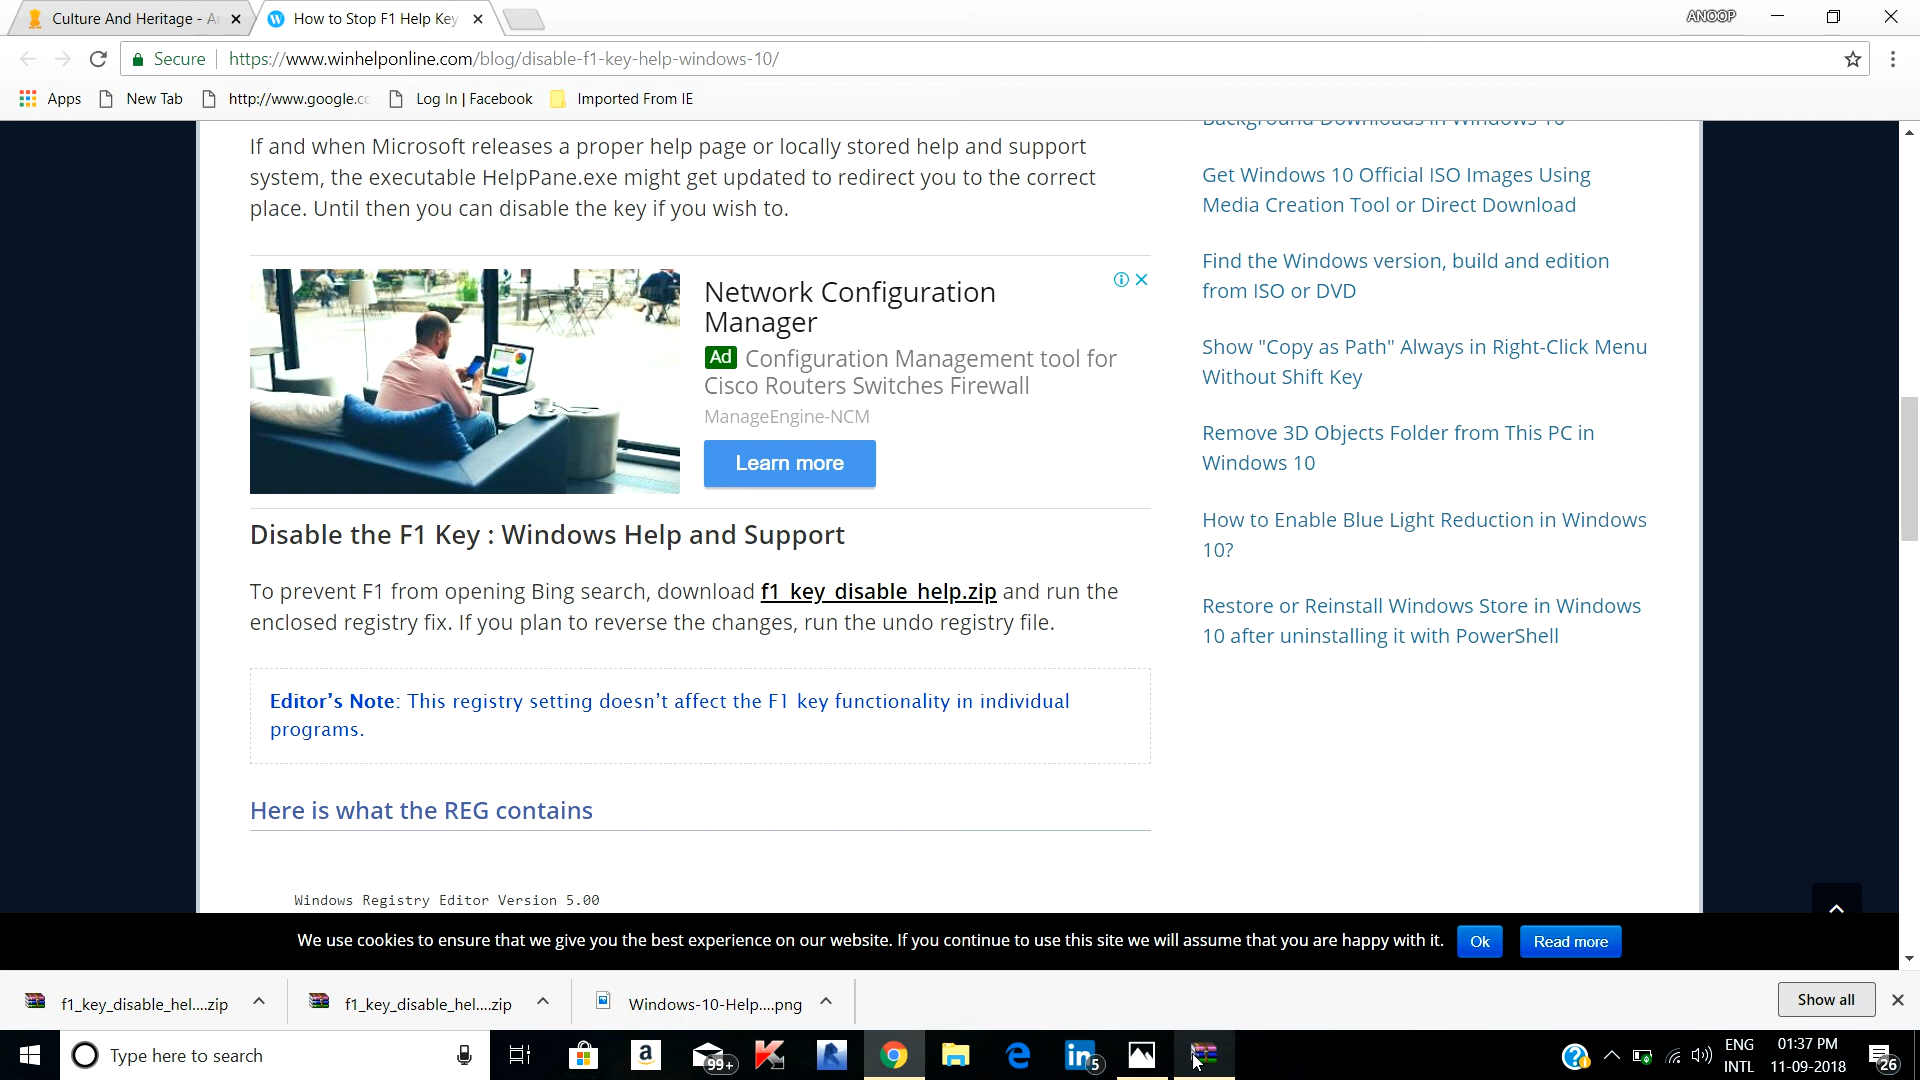 Culture And Heritage - A
How to Stop F1 Help Key
ANOOP
Secure
https://www.winhelponline.com/blog/disable-f1-key-help-windows-10/
Apps
New Tab
http://www.google.cc
Log In | Facebook
Imported From IE
If and when Microsoft releases a proper help page or locally stored help and support
system, the executable HelpPane.exe might get updated to redirect you to the correct
place. Until then you can disable the key if you wish to.
Network Configuration
Manager
Ad Configuration Management tool for
Cisco Routers Switches Firewall
ManageEngine-NCM
Learn more
Disable the F1 Key : Windows Help and Support
To prevent F1 from opening Bing search, download f1_key_disable_help.zip and run the
enclosed registry fix. If you plan to reverse the changes, run the undo registry file.
Editor's Note: This registry setting doesn't affect the F1 key functionality in individual
programs.
Here is what the REG contains
Windows Registry Editor Version 5.00
Background Downloads in Windows 10
Get Windows 10 Official ISO Images Using
Media Creation Tool or Direct Download
Find the Windows version, build and edition
from ISO or DVD
Show "Copy as Path" Always in Right-Click Menu
Without Shift Key
Remove 3D Objects Folder from This PC in
Windows 10
How to Enable Blue Light Reduction in Windows
10?
Restore or Reinstall Windows Store in Windows
10 after uninstalling it with PowerShell
We use cookies to ensure that we give you the best experience on our website. If you continue to use this site we will assume that you are happy with it.
Ok
Read more
f1_key_disable_hel....zip
f1_key_disable_hel....zip
Windows-10-Help....png
Show all
Type here to search
a
99+
in
5
ENG
INTL
01:37 PM
11-09-2018
26